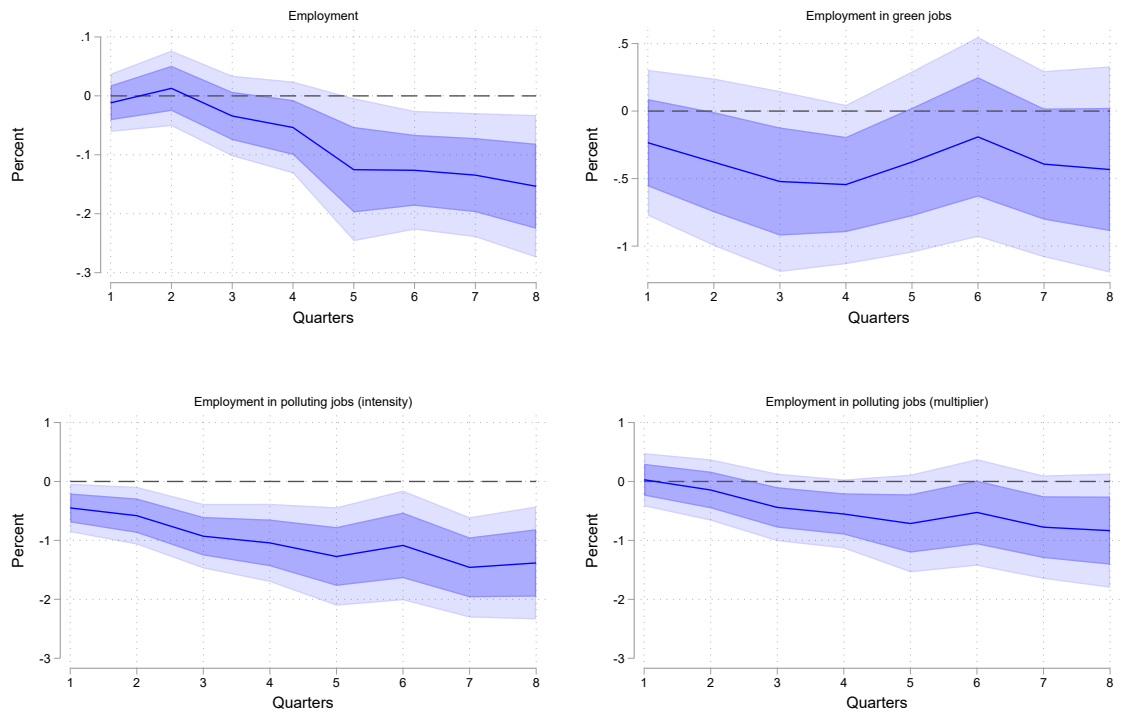 Employment
Percent
.1
0
-.1
-.2
-.3
1 2 3 4 5 6 7 8
Quarters
Employment in green jobs
Percent
.5
0
-.5
-1
1 2 3 4 5 6 7 8
Quarters
Employment in polluting jobs (intensity)
Percent
1
0
-1
-2
-3
1 2 3 4 5 6 7 8
Quarters
Employment in polluting jobs (multiplier)
Percent
1
0
-1
-2
-3
1 2 3 4 5 6 7 8
Quarters